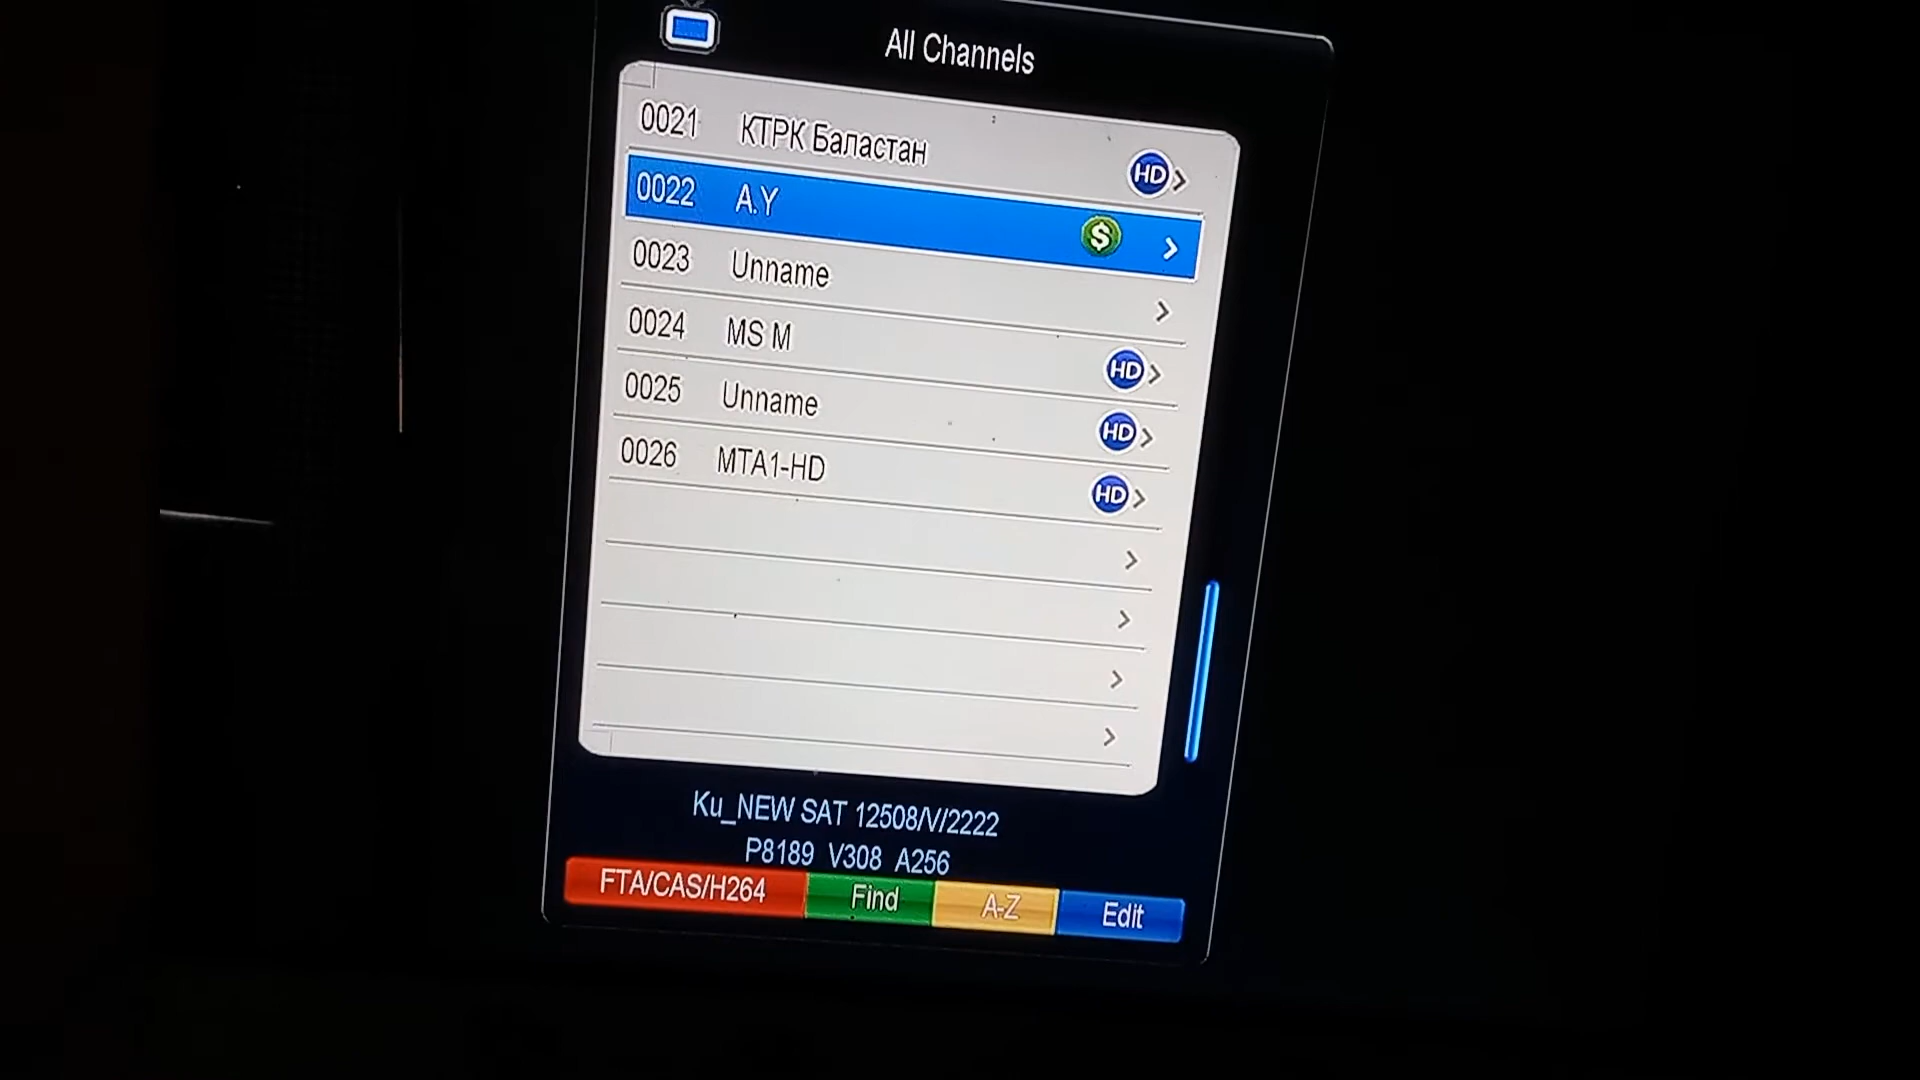 All Channels
0021 КТРК Баластан HD
0022 A.Y $
0023 Unname
0024 MS M HD
0025 Unname HD
0026 MTA1-HD HD
Ku_NEW SAT 12508/V/2222
P8189 V308 A256
FTA/CAS/H264 Find A-Z Edit